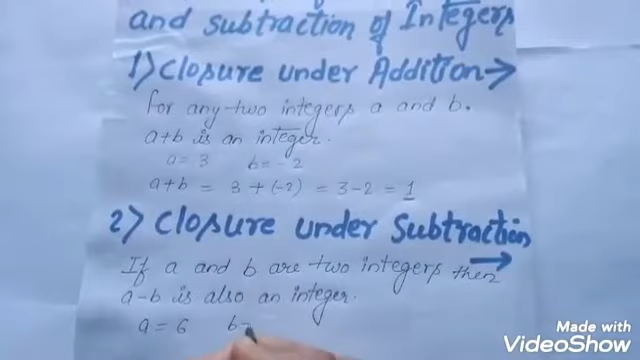 and subtraction of Integers
1) Closure under Addition →
For any two integers a and b.
a+b is an integer.
a = 3 b = -2
a+b = 3 + (-2) = 3-2 = 1
2) Closure under Subtraction →
If a and b are two integers then
a-b is also an integer.
a = 6 b=
Made with
VideoShow